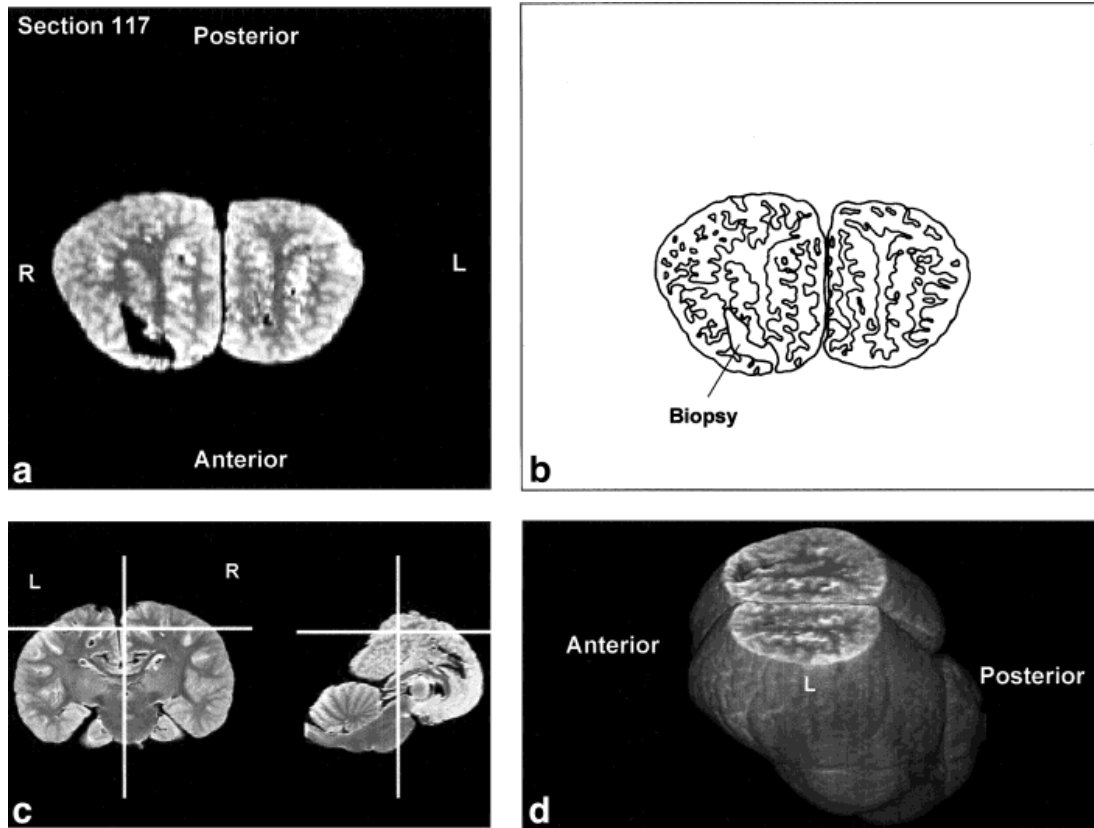 Section 117
Posterior
R
L
Anterior
a
Biopsy
b
L
R
c
Anterior
Posterior
L
d